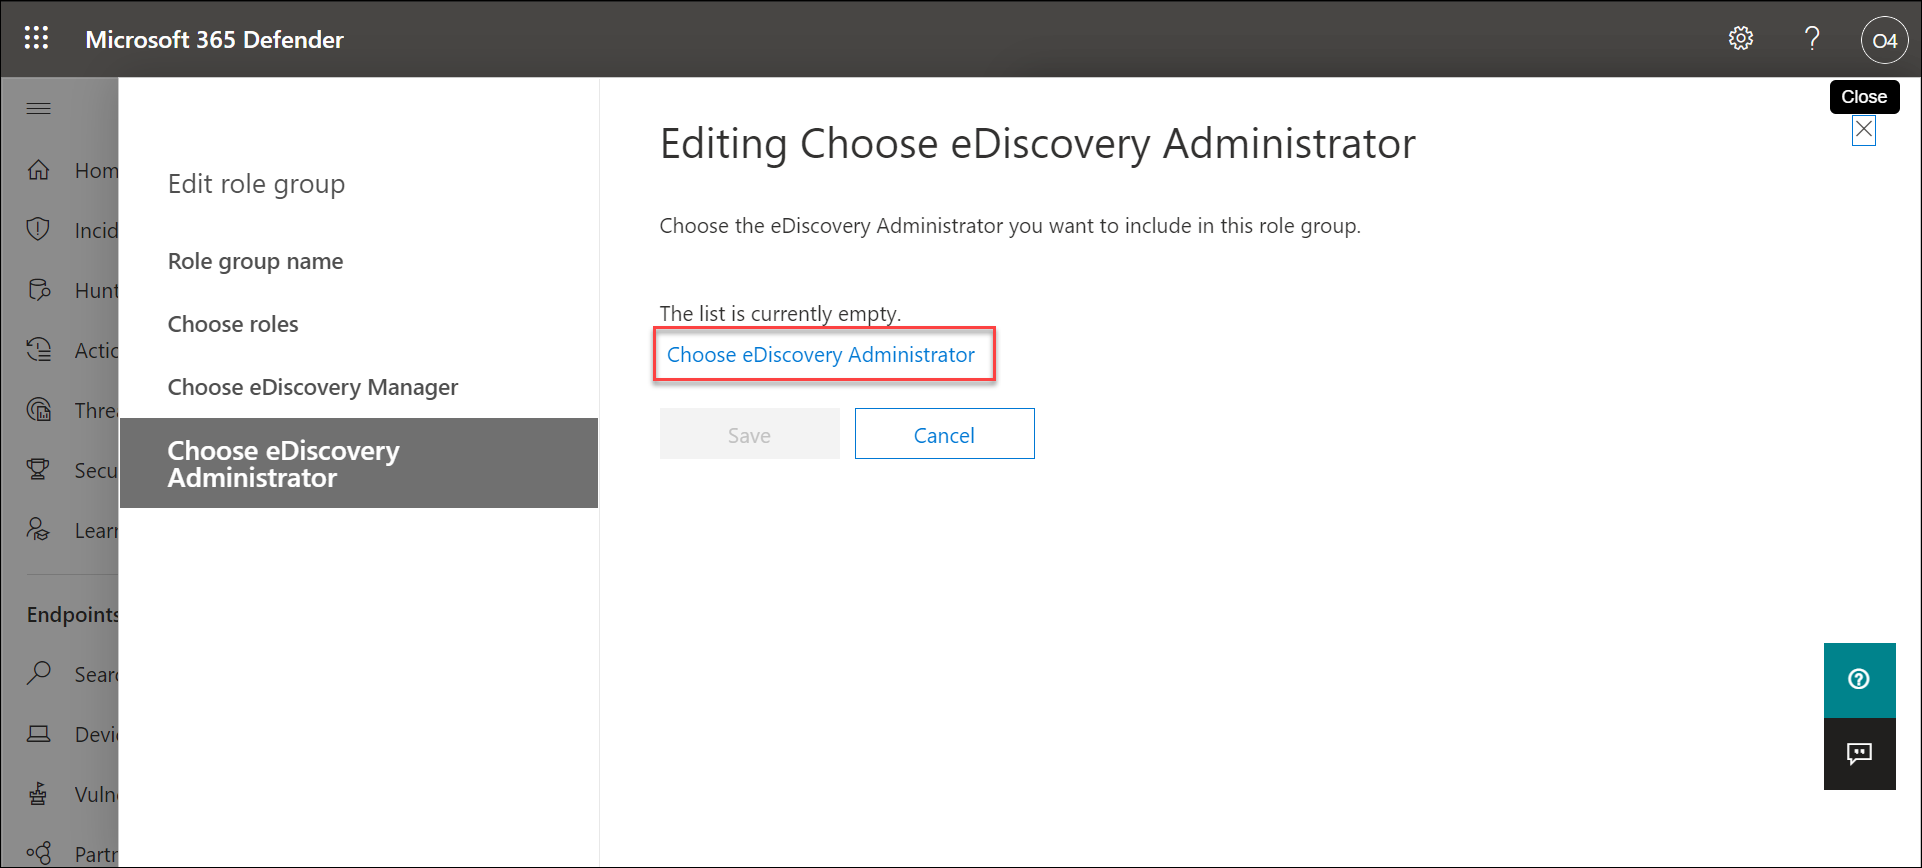 Microsoft 365 Defender
?
O4
Close
Hom
Incid
Hunt
Actic
Threa
Secu
Learn
Endpoints
Searc
Devi
Vuln
Partn
Edit role group
Role group name
Choose roles
Choose eDiscovery Manager
Choose eDiscovery
Administrator
Editing Choose eDiscovery Administrator
Choose the eDiscovery Administrator you want to include in this role group.
The list is currently empty.
Choose eDiscovery Administrator
Save
Cancel